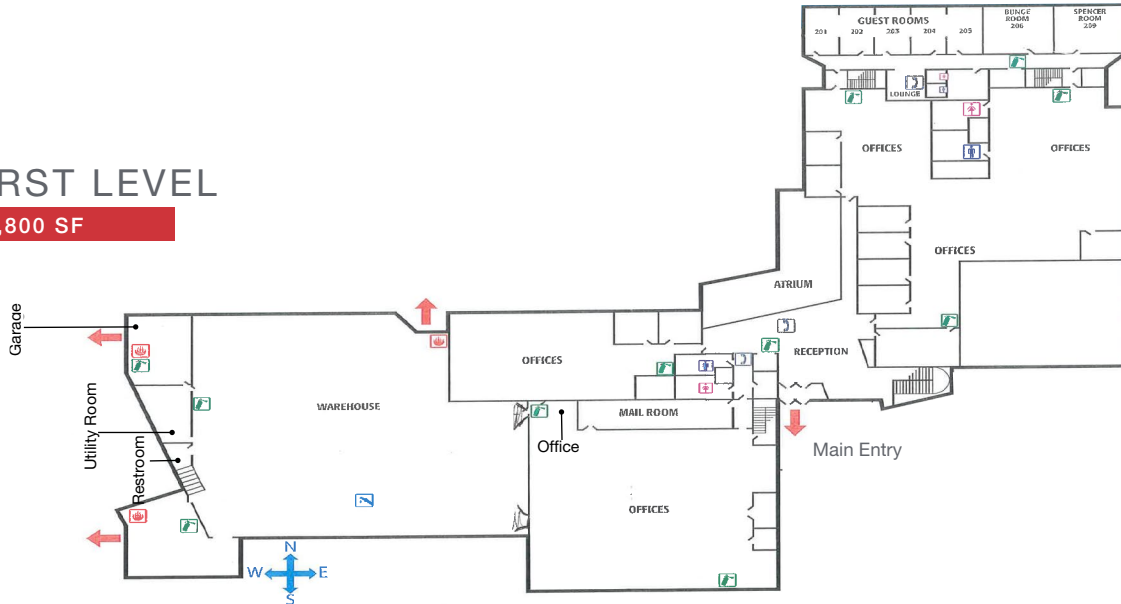 GUEST ROOMS
201 202 203 204 205
BUNGE
ROOM
206
SPENCER
ROOM
209
LOUNGE
OFFICES
OFFICES
RST LEVEL
,800 SF
OFFICES
ATRIUM
Garage
RECEPTION
OFFICES
WAREHOUSE
MAIL ROOM
Utility Room
Office
Main Entry
Restroom
OFFICES
N
W E
S